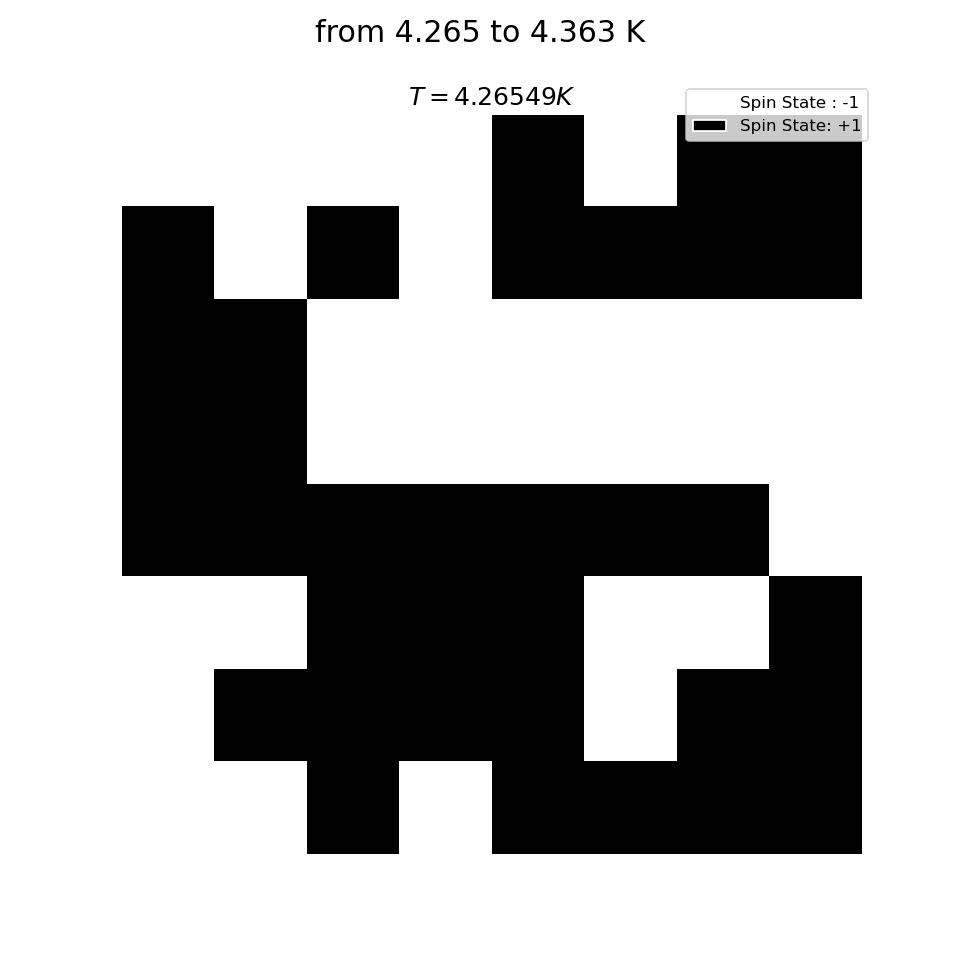 from 4.265 to 4.363 K
T = 4.26549K
Spin State : -1
Spin State: +1